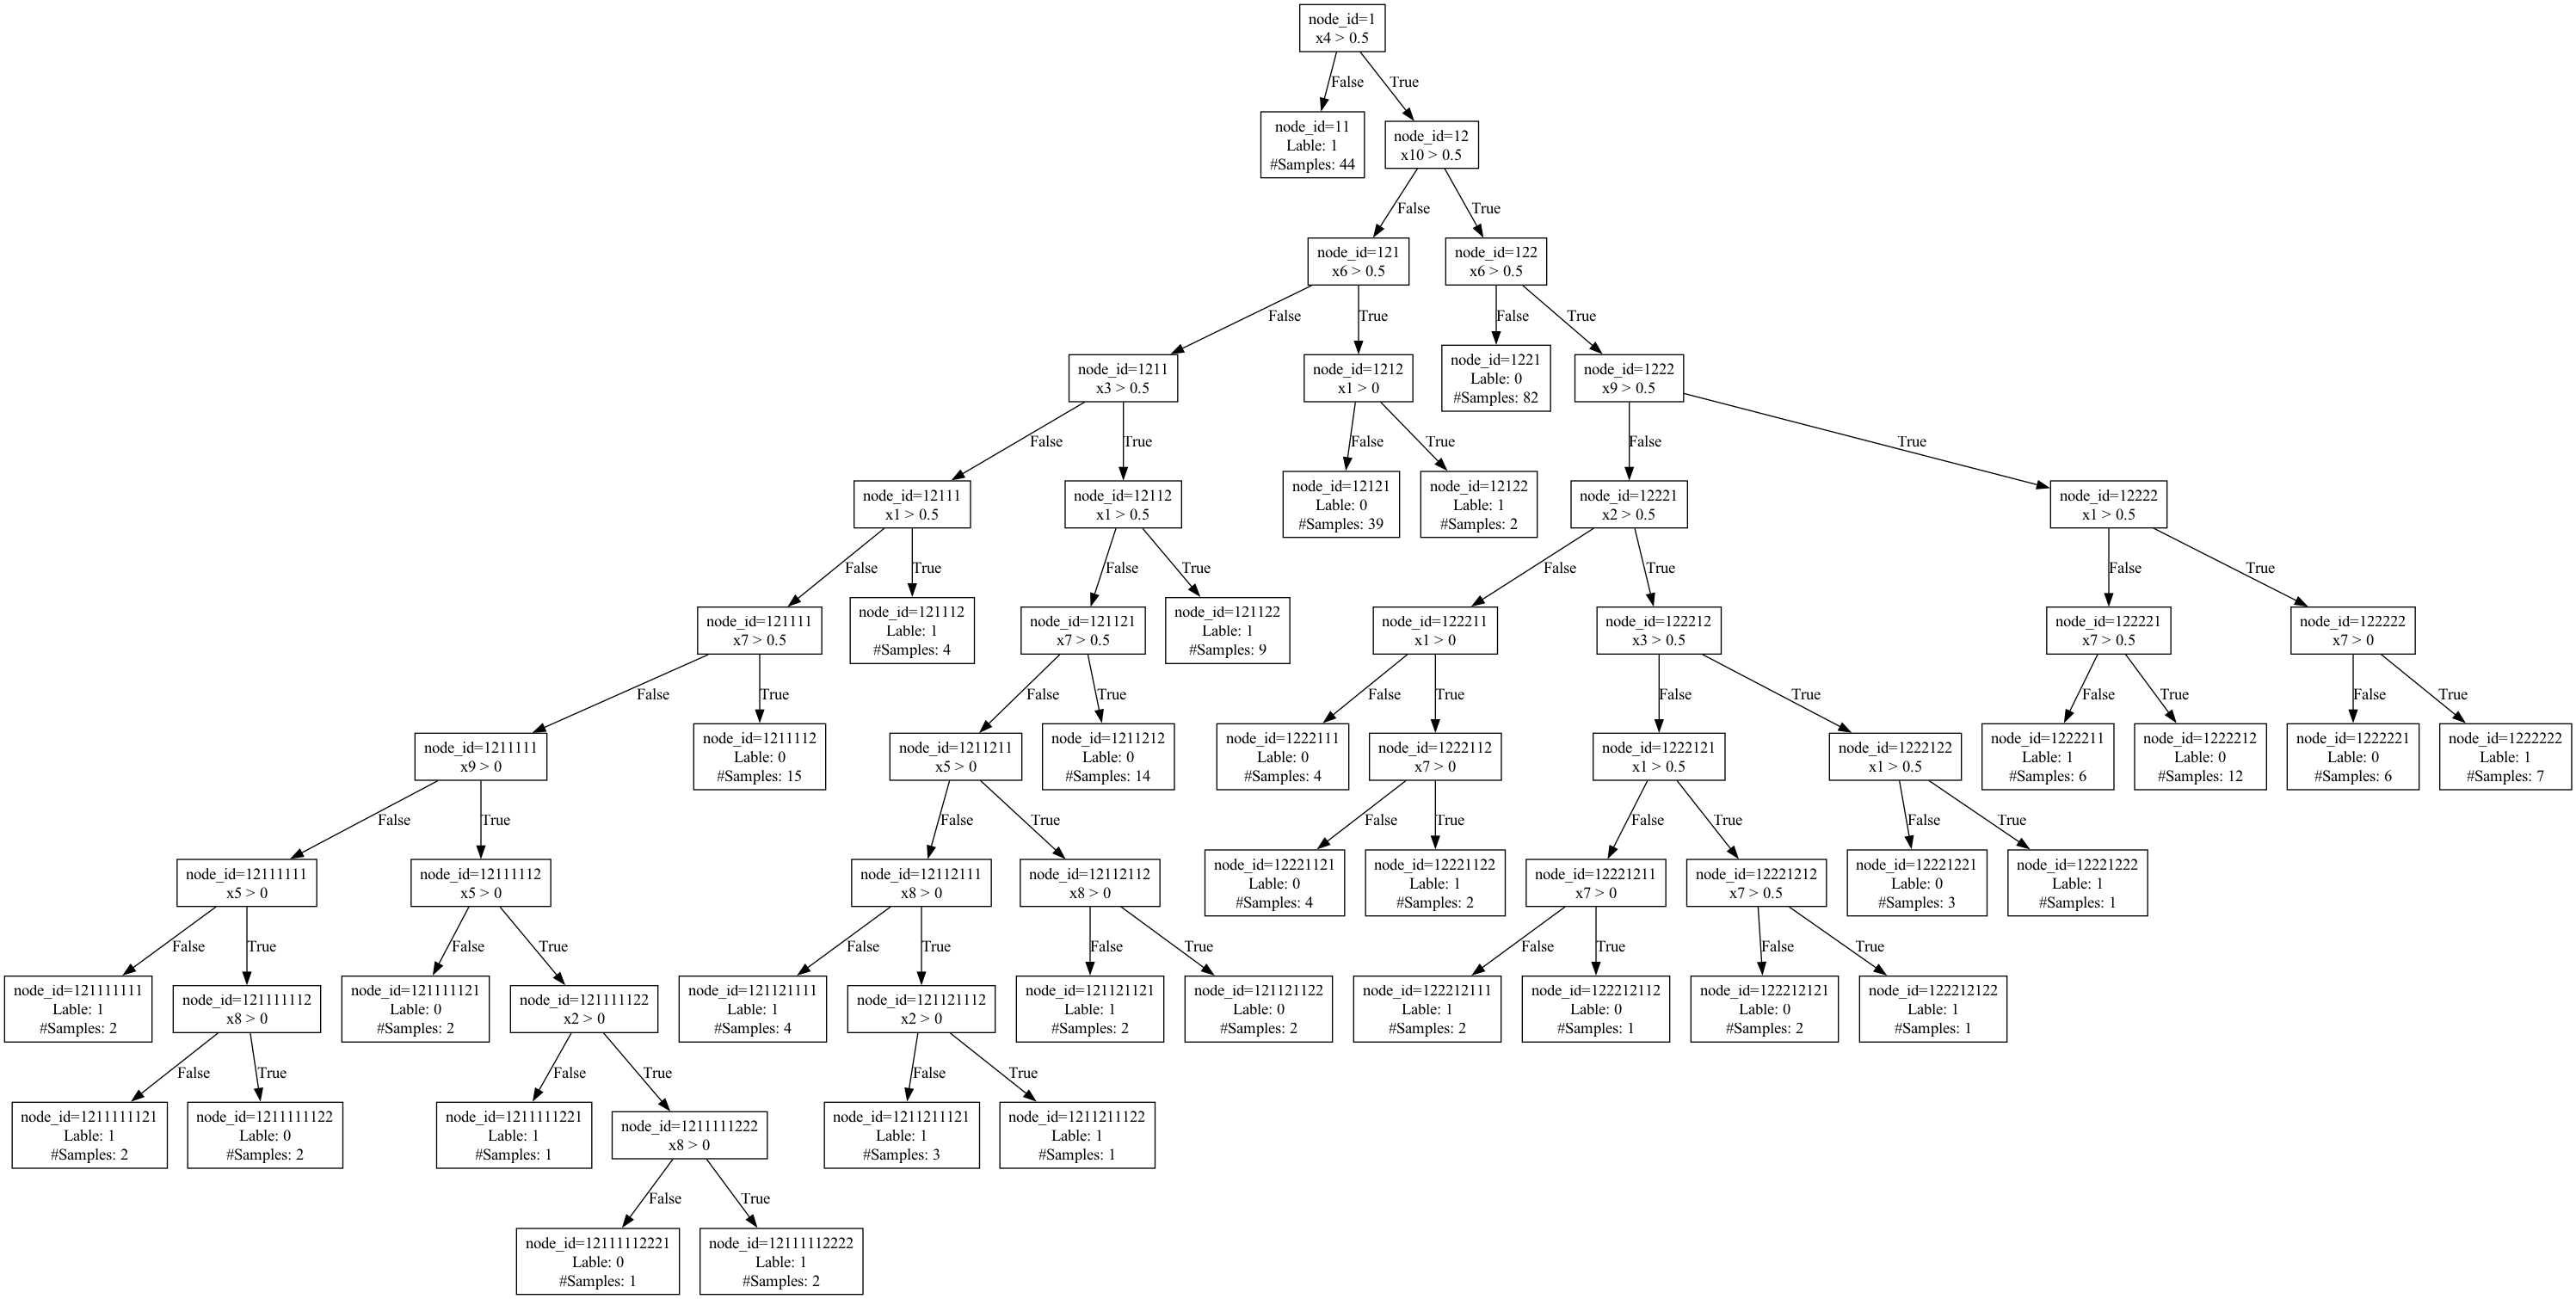 node_id=1
x4 > 0.5
False
True
node_id=11
Lable: 1
#Samples: 44
node_id=12
x10 > 0.5
False
True
node_id=121
x6 > 0.5
node_id=122
x6 > 0.5
False
True
False
True
node_id=1211
x3 > 0.5
node_id=1212
x1 > 0
node_id=1221
Lable: 0
#Samples: 82
node_id=1222
x9 > 0.5
False
True
False
True
False
True
node_id=12111
x1 > 0.5
node_id=12112
x1 > 0.5
node_id=12121
Lable: 0
#Samples: 39
node_id=12122
Lable: 1
#Samples: 2
node_id=12221
x2 > 0.5
node_id=12222
x1 > 0.5
False
True
False
True
False
True
False
True
node_id=121111
x7 > 0.5
node_id=121112
Lable: 1
#Samples: 4
node_id=121121
x7 > 0.5
node_id=121122
Lable: 1
#Samples: 9
node_id=122211
x1 > 0
node_id=122212
x3 > 0.5
node_id=122221
x7 > 0.5
node_id=122222
x7 > 0
False
True
False
True
False
True
False
True
False
True
False
True
node_id=1211111
x9 > 0
node_id=1211112
Lable: 0
#Samples: 15
node_id=1211211
x5 > 0
node_id=1211212
Lable: 0
#Samples: 14
node_id=1222111
Lable: 0
#Samples: 4
node_id=1222112
x7 > 0
node_id=1222121
x1 > 0.5
node_id=1222122
x1 > 0.5
node_id=1222211
Lable: 1
#Samples: 6
node_id=1222212
Lable: 0
#Samples: 12
node_id=1222221
Lable: 0
#Samples: 6
node_id=1222222
Lable: 1
#Samples: 7
False
True
False
True
False
True
False
True
False
True
node_id=12111111
x5 > 0
node_id=12111112
x5 > 0
node_id=12112111
x8 > 0
node_id=12112112
x8 > 0
node_id=12221121
Lable: 0
#Samples: 4
node_id=12221122
Lable: 1
#Samples: 2
node_id=12221211
x7 > 0
node_id=12221212
x7 > 0.5
node_id=12221221
Lable: 0
#Samples: 3
node_id=12221222
Lable: 1
#Samples: 1
False
True
False
True
False
True
False
True
False
True
False
True
node_id=121111111
Lable: 1
#Samples: 2
node_id=121111112
x8 > 0
node_id=121111121
Lable: 0
#Samples: 2
node_id=121111122
x2 > 0
node_id=121121111
Lable: 1
#Samples: 4
node_id=121121112
x2 > 0
node_id=121121121
Lable: 1
#Samples: 2
node_id=121121122
Lable: 0
#Samples: 2
node_id=122212111
Lable: 1
#Samples: 2
node_id=122212112
Lable: 0
#Samples: 1
node_id=122212121
Lable: 0
#Samples: 2
node_id=122212122
Lable: 1
#Samples: 1
False
True
False
True
False
True
node_id=1211111121
Lable: 1
#Samples: 2
node_id=1211111122
Lable: 0
#Samples: 2
node_id=1211111221
Lable: 1
#Samples: 1
node_id=1211111222
x8 > 0
node_id=1211211121
Lable: 1
#Samples: 3
node_id=1211211122
Lable: 1
#Samples: 1
False
True
node_id=12111112221
Lable: 0
#Samples: 1
node_id=12111112222
Lable: 1
#Samples: 2